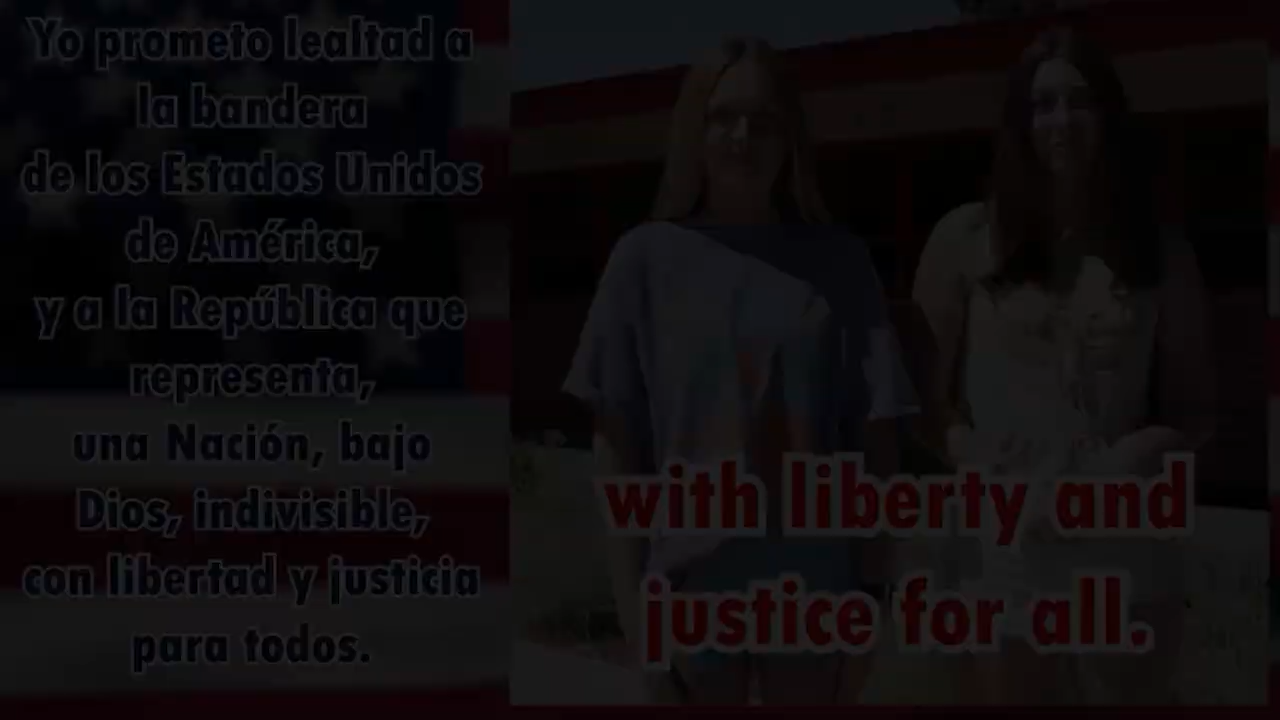 Yo prometo lealtad a
la bandera
de los Estados Unidos
de América,
y a la República que
representa,
una Nación, bajo
Dios, indivisible,
con libertad y justicia
para todos.
with liberty and
justice for all.